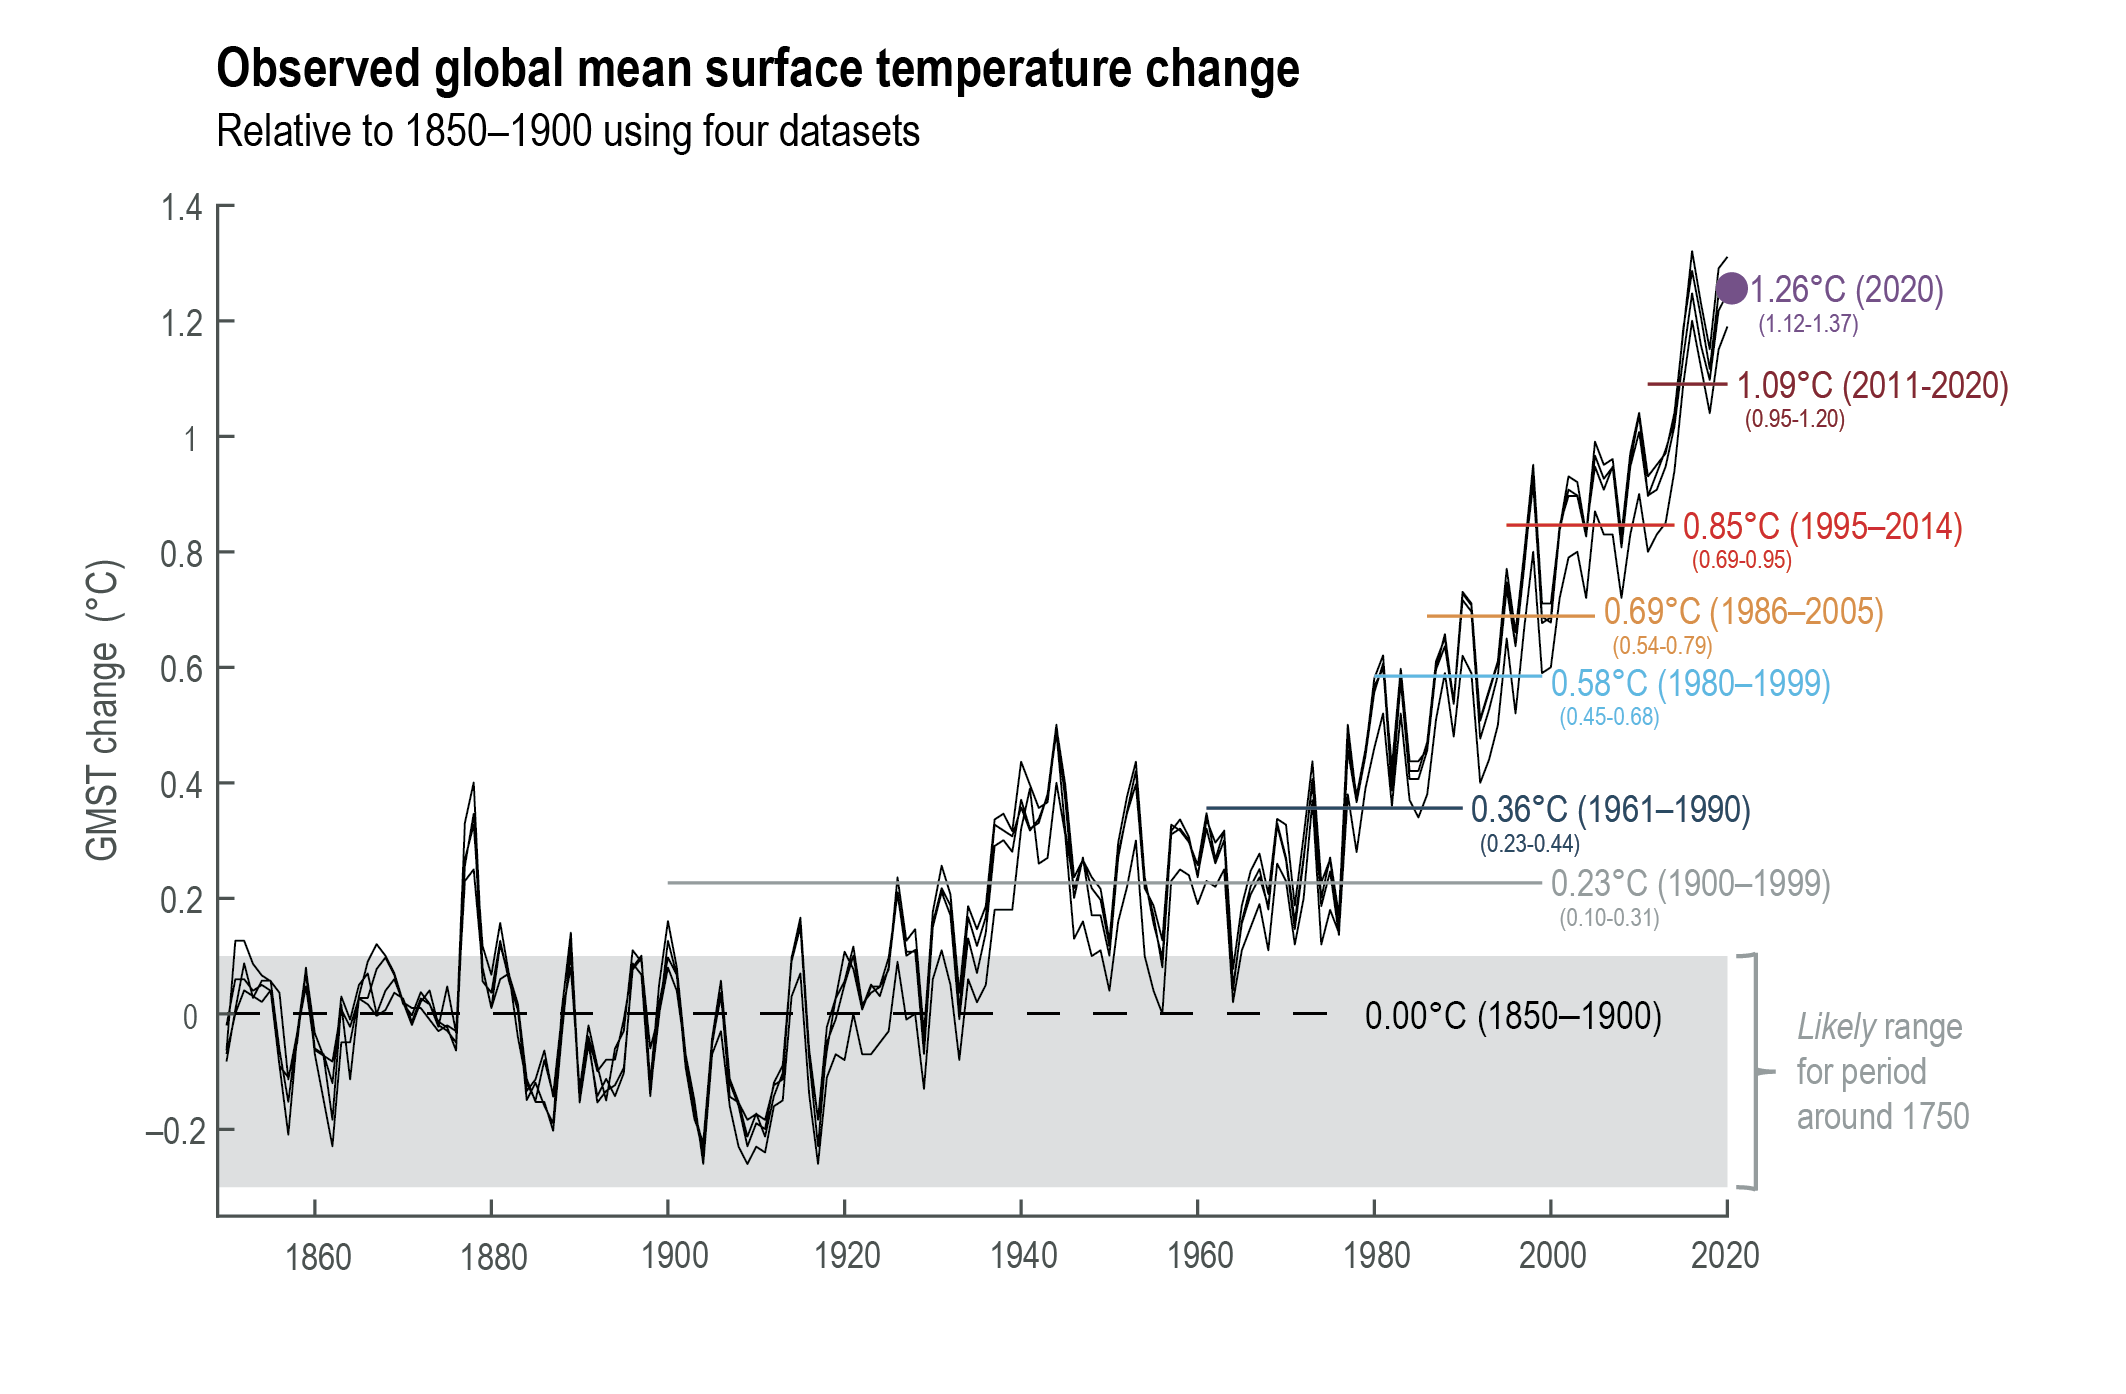 Observed global mean surface temperature change
Relative to 1850–1900 using four datasets
GMST change (°C)
1.4
1.2
1
0.8
0.6
0.4
0.2
0
–0.2
1.26°C (2020)
(1.12-1.37)
1.09°C (2011-2020)
(0.95-1.20)
0.85°C (1995–2014)
(0.69-0.95)
0.69°C (1986–2005)
(0.54-0.79)
0.58°C (1980–1999)
(0.45-0.68)
0.36°C (1961–1990)
(0.23-0.44)
0.23°C (1900–1999)
(0.10-0.31)
0.00°C (1850–1900)
Likely range
for period
around 1750
1860 1880 1900 1920 1940 1960 1980 2000 2020